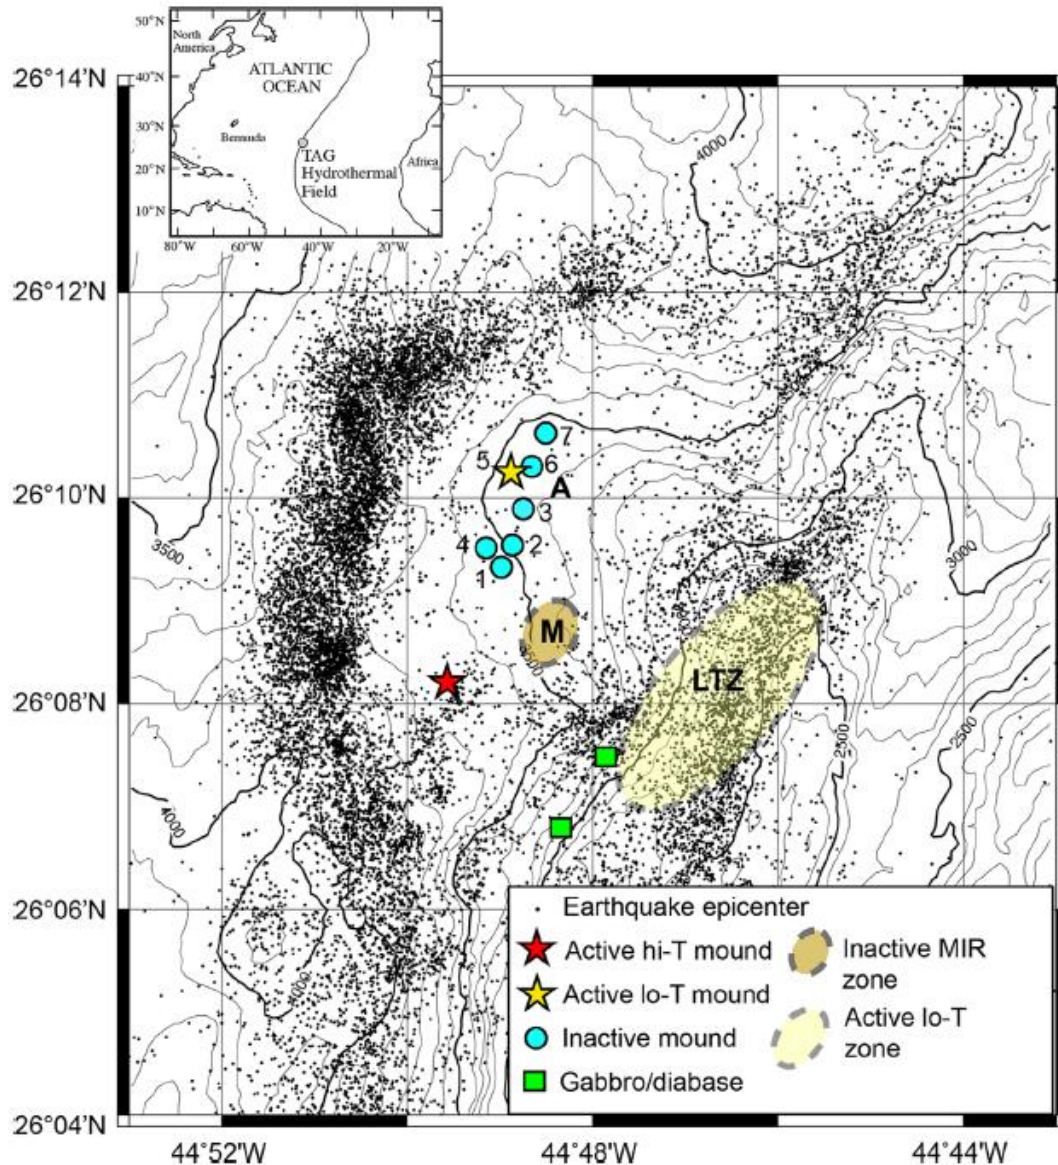 50°N
40°N
30°N
20°N
10°N
80°W
60°W
40°W
20°W
North
America
ATLANTIC
OCEAN
Bermuda
TAG
Hydrothermal
Field
Africa
26°14'N
26°12'N
26°10'N
26°08'N
26°06'N
26°04'N
44°52'W
44°48'W
44°44'W
4000
3500
3000
7
5
6
A
3
4
2
1
M
LTZ
2500
2500
4000
4000
Earthquake epicenter
Active hi-T mound
Active lo-T mound
Inactive mound
Gabbro/diabase
Inactive MIR
zone
Active lo-T
zone